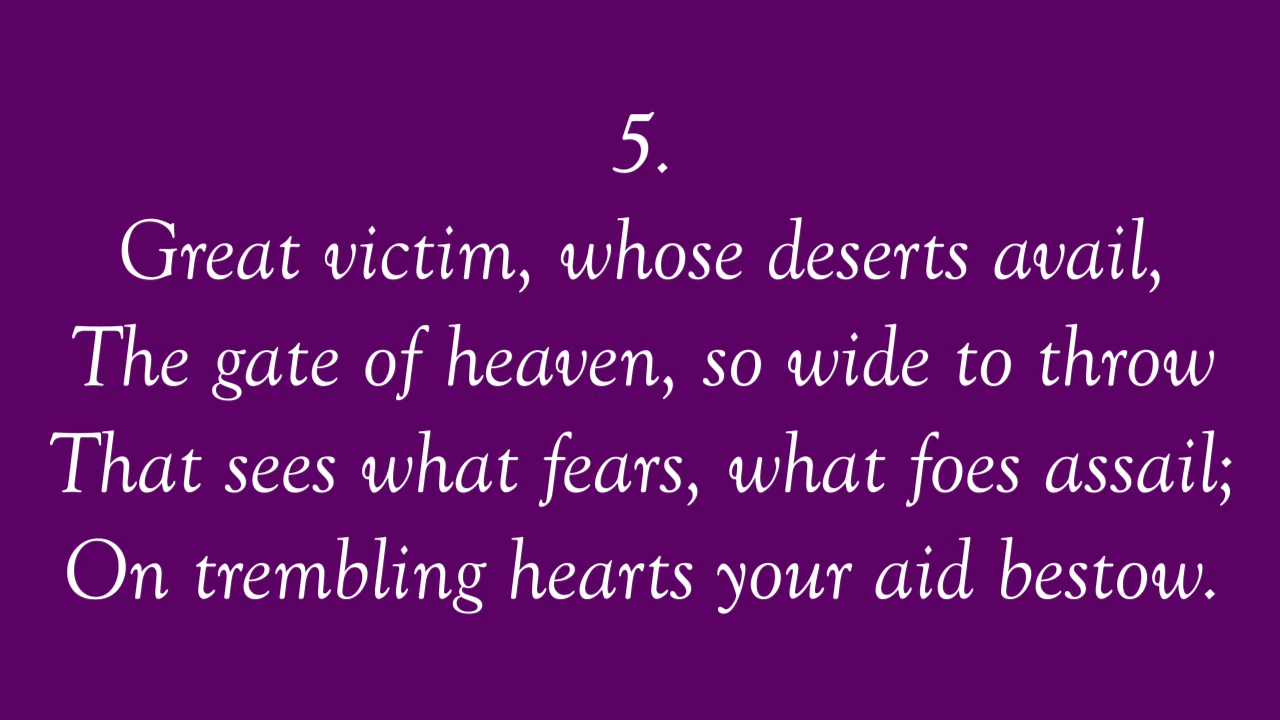 5.
Great victim, whose deserts avail,
The gate of heaven, so wide to throw
That sees what fears, what foes assail;
On trembling hearts your aid bestow.